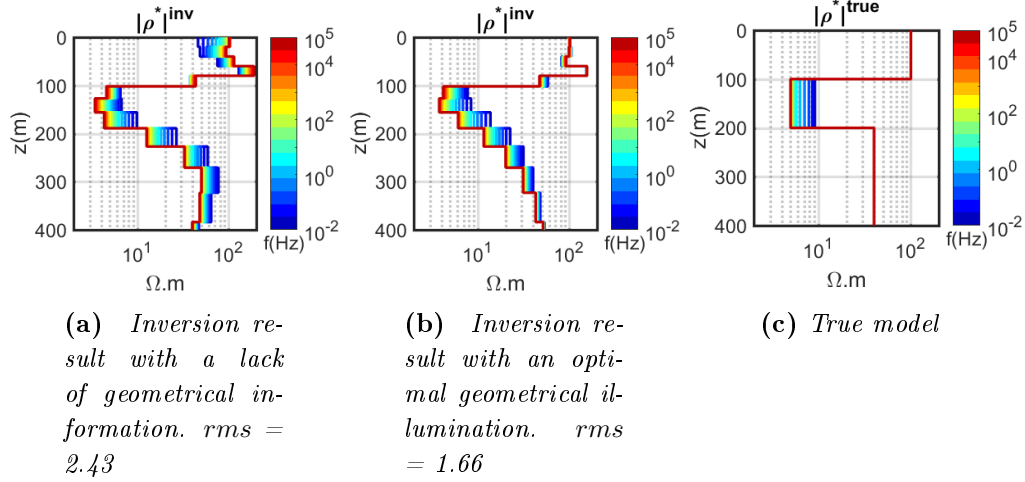 |ρ*|inv
|ρ*|inv
|ρ*|true
0
100
200
300
400
z(m)
10^1
10^2
Ω.m
10^5
10^4
10^2
10^0
10^-2
f(Hz)
0
100
200
300
400
z(m)
10^1
10^2
Ω.m
10^5
10^4
10^2
10^0
10^-2
f(Hz)
0
100
200
300
400
z(m)
10^1
10^2
Ω.m
10^5
10^4
10^2
10^0
10^-2
f(Hz)
(a) Inversion re-
sult with a lack
of geometrical in-
formation. rms =
2.43
(b) Inversion re-
sult with an opti-
mal geometrical il-
lumination. rms
= 1.66
(c) True model